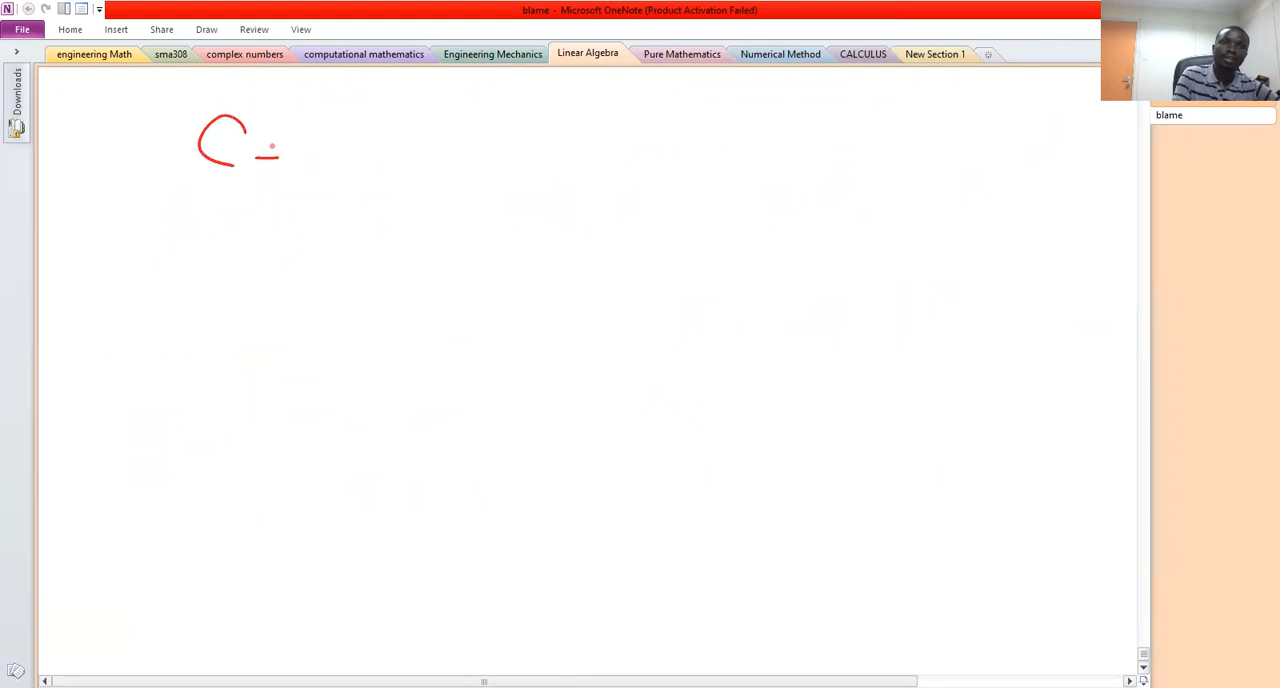 blame - Microsoft OneNote (Product Activation Failed)
File Home Insert Share Draw Review View
engineering Math sma308 complex numbers computational mathematics Engineering Mechanics Linear Algebra Pure Mathematics Numerical Method CALCULUS New Section 1
Downloads
blame
C -